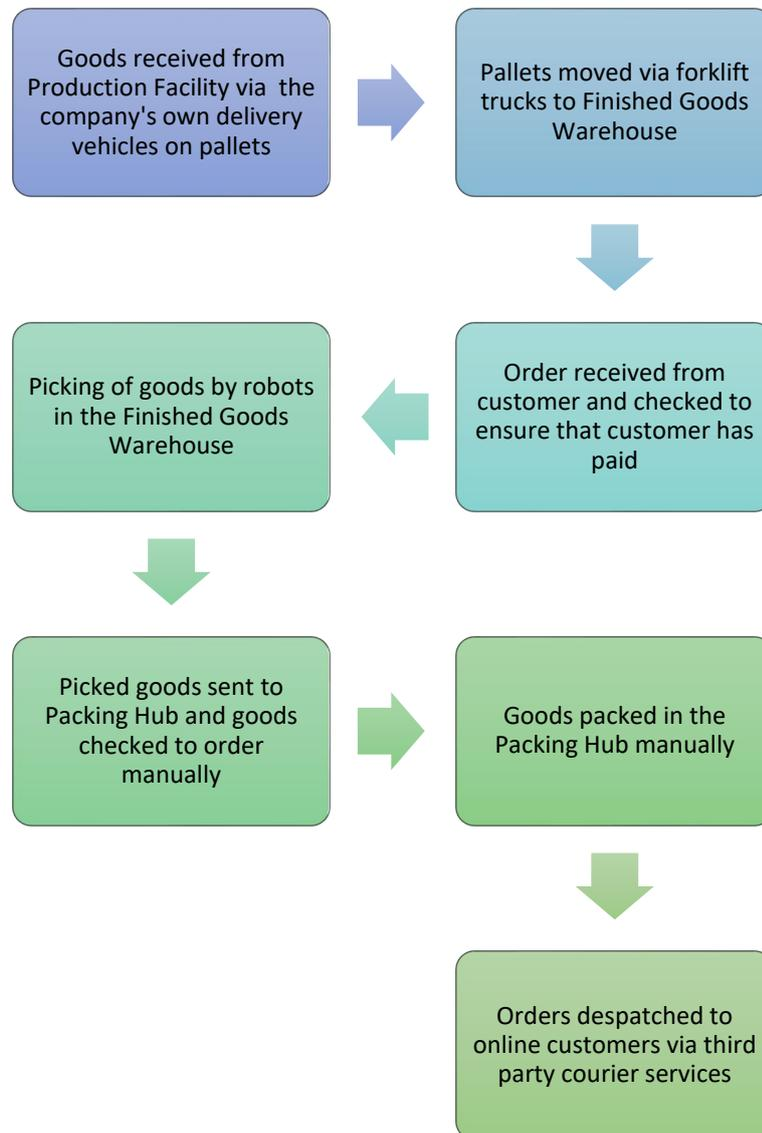 Goods received from
Production Facility via the
company's own delivery
vehicles on pallets
Pallets moved via forklift
trucks to Finished Goods
Warehouse
Order received from
customer and checked to
ensure that customer has
paid
Picking of goods by robots
in the Finished Goods
Warehouse
Picked goods sent to
Packing Hub and goods
checked to order
manually
Goods packed in the
Packing Hub manually
Orders despatched to
online customers via third
party courier services